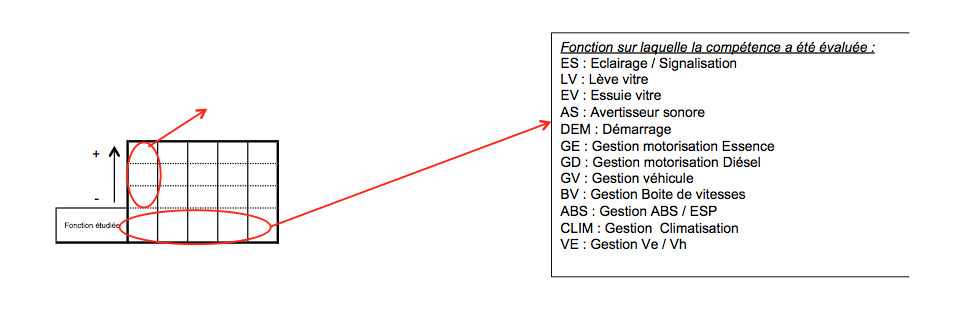 Fonction sur laquelle la compétence a été évaluée :
ES : Eclairage / Signalisation
LV : Lève vitre
EV : Essuie vitre
AS : Avertisseur sonore
DEM : Démarrage
GE : Gestion motorisation Essence
GD : Gestion motorisation Diésel
GV : Gestion véhicule
BV : Gestion Boite de vitesses
ABS : Gestion ABS / ESP
CLIM : Gestion  Climatisation
VE : Gestion Ve / Vh
+
-
Fonction étudiée